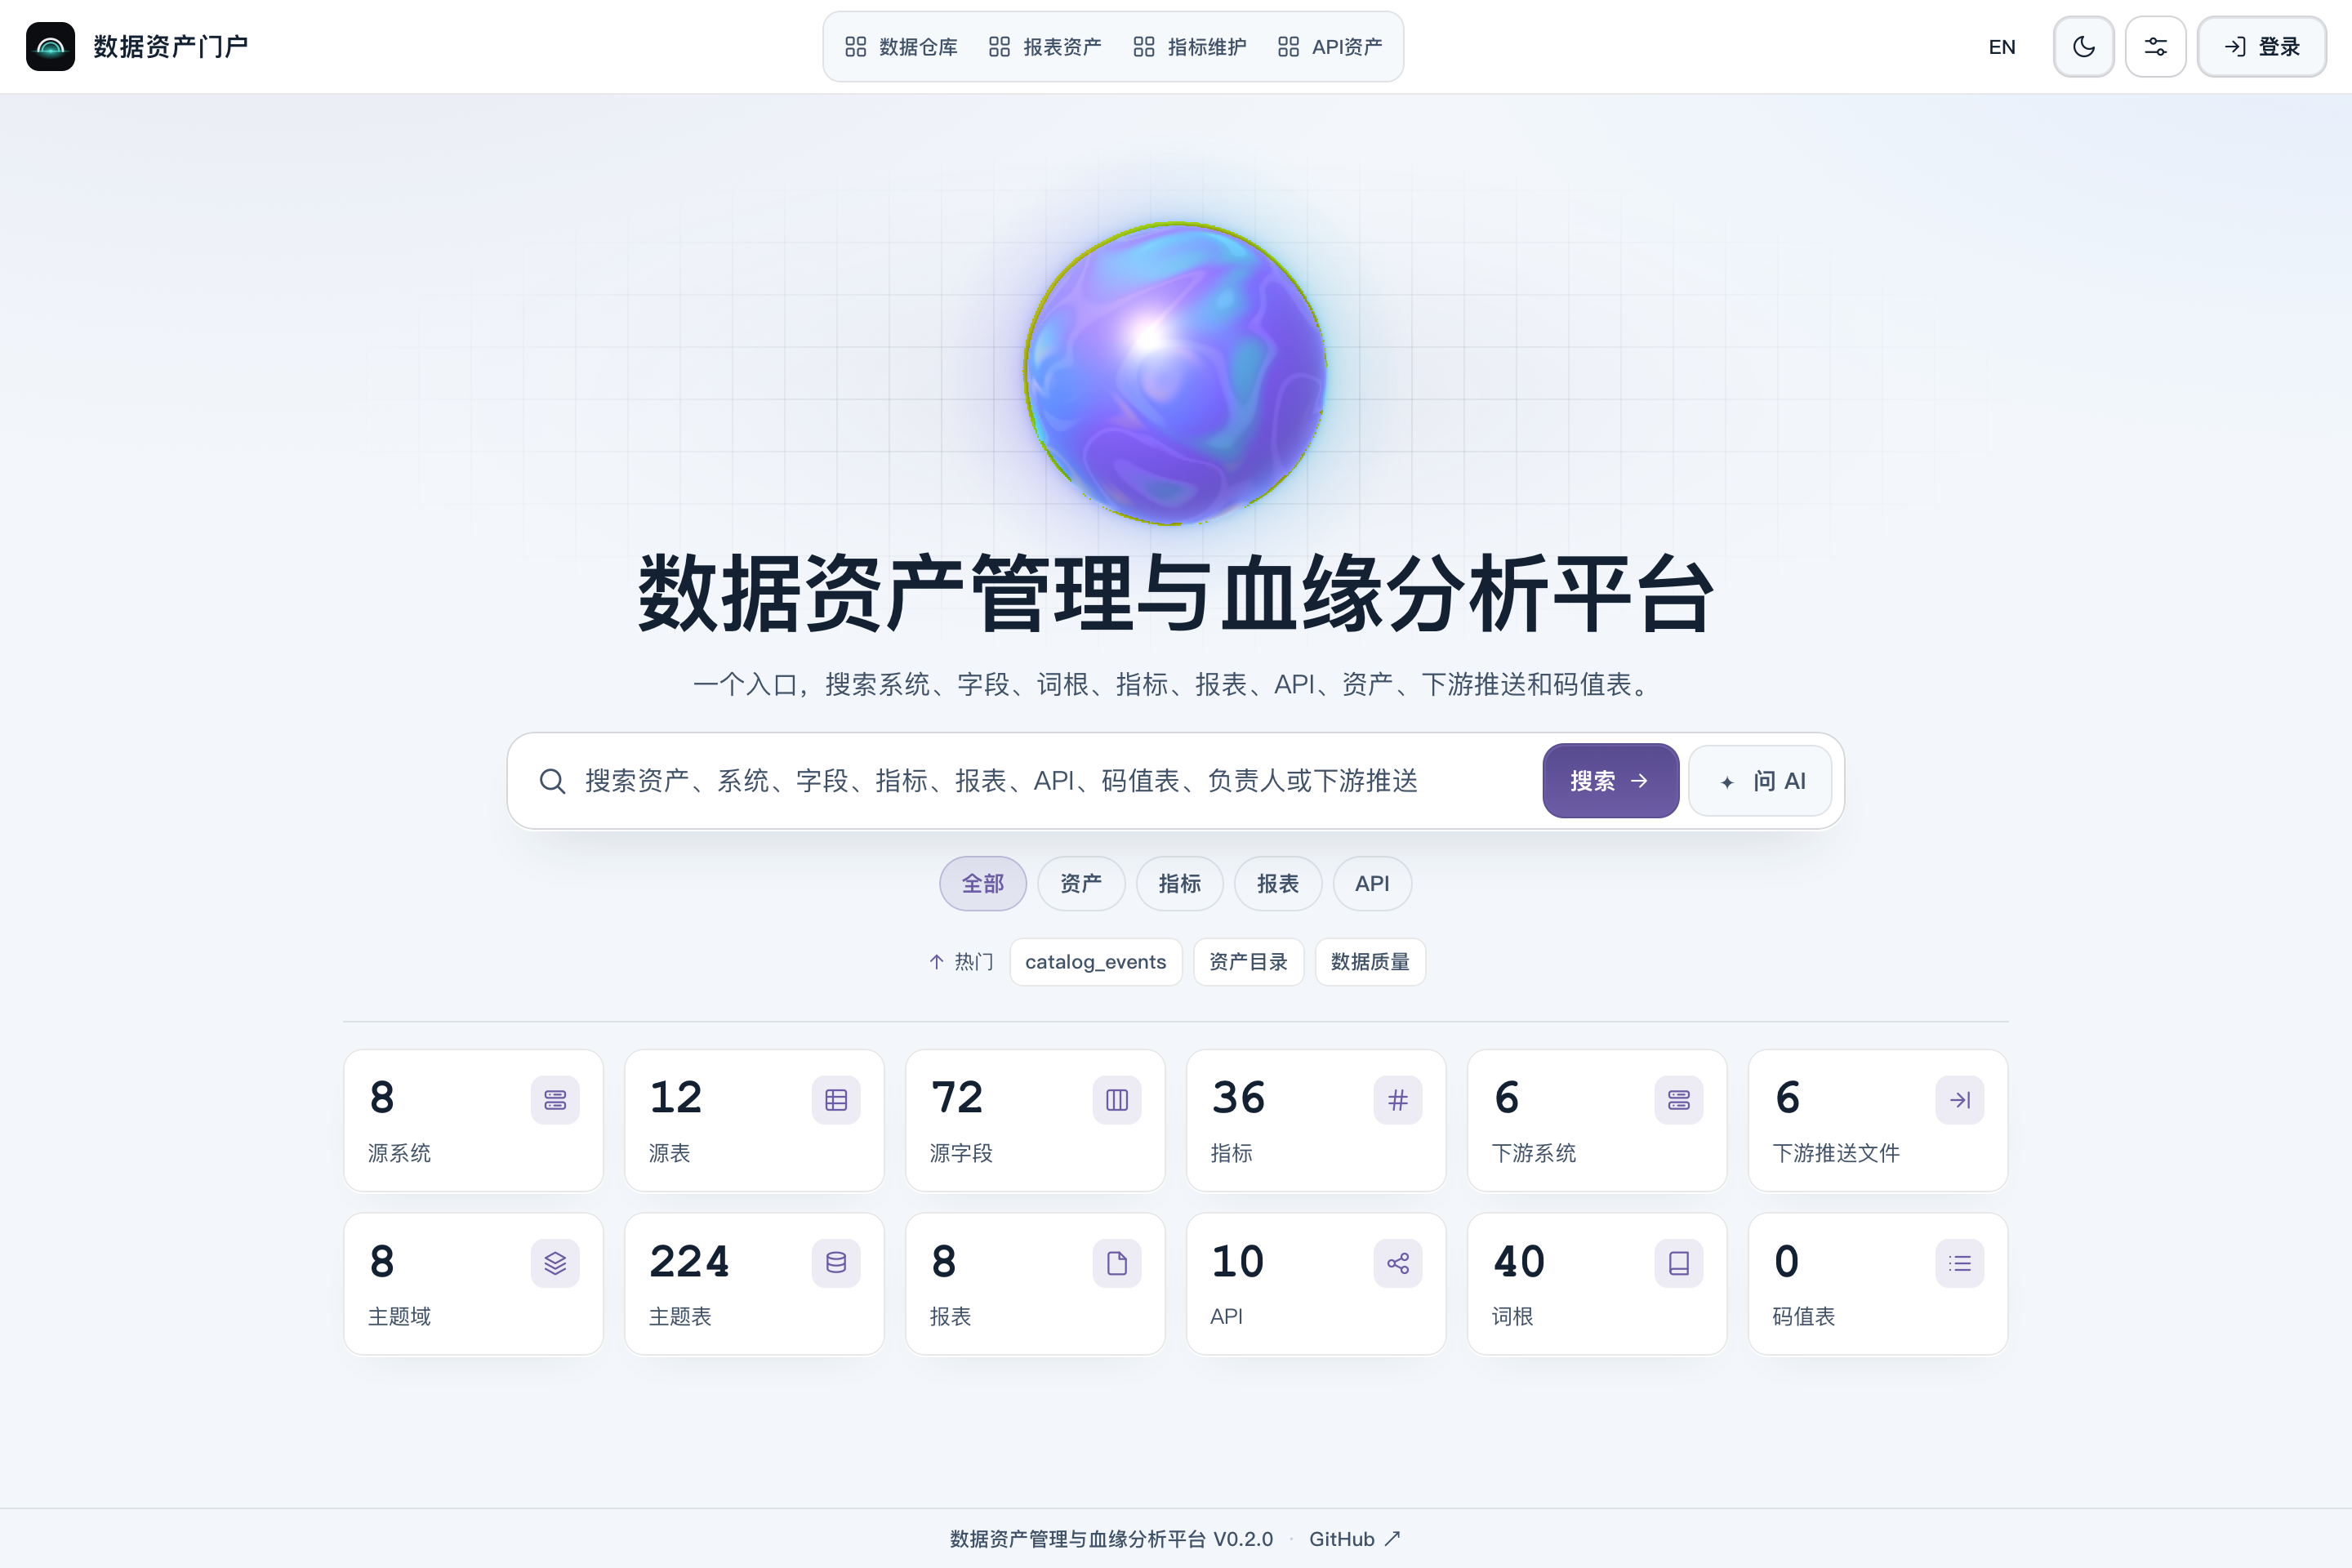 数据资产门户
数据仓库 报表资产 指标维护 API资产
EN 登录
数据资产管理与血缘分析平台
一个入口，搜索系统、字段、词根、指标、报表、API、资产、下游推送和码值表。
搜索资产、系统、字段、指标、报表、API、码值表、负责人或下游推送 搜索 → ✦ 问 AI
全部 资产 指标 报表 API
↑ 热门 catalog_events 资产目录 数据质量
8 12 72 36 6 6
源系统 源表 源字段 指标 下游系统 下游推送文件
8 224 8 10 40 0
主题域 主题表 报表 API 词根 码值表
数据资产管理与血缘分析平台 V0.2.0 · GitHub ↗